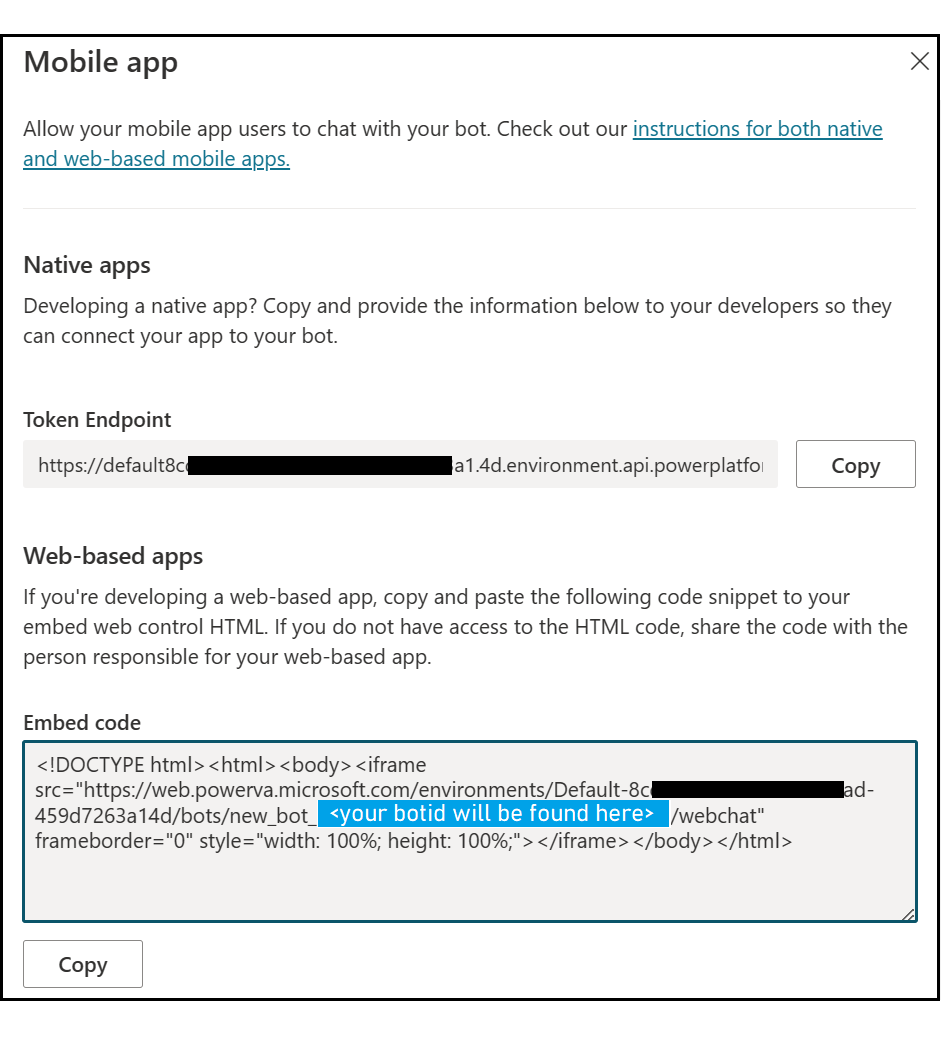 Mobile app
Allow your mobile app users to chat with your bot. Check out our instructions for both native
and web-based mobile apps.
Native apps
Developing a native app? Copy and provide the information below to your developers so they
can connect your app to your bot.
Token Endpoint
https://default8c a1.4d.environment.api.powerplatfo
Copy
Web-based apps
If you're developing a web-based app, copy and paste the following code snippet to your
embed web control HTML. If you do not have access to the HTML code, share the code with the
person responsible for your web-based app.
Embed code
<!DOCTYPE html><html><body><iframe
src="https://web.powerva.microsoft.com/environments/Default-8c ad-
459d7263a14d/bots/new_bot_ <your botid will be found here> /webchat"
frameborder="0" style="width: 100%; height: 100%;"></iframe></body></html>
Copy